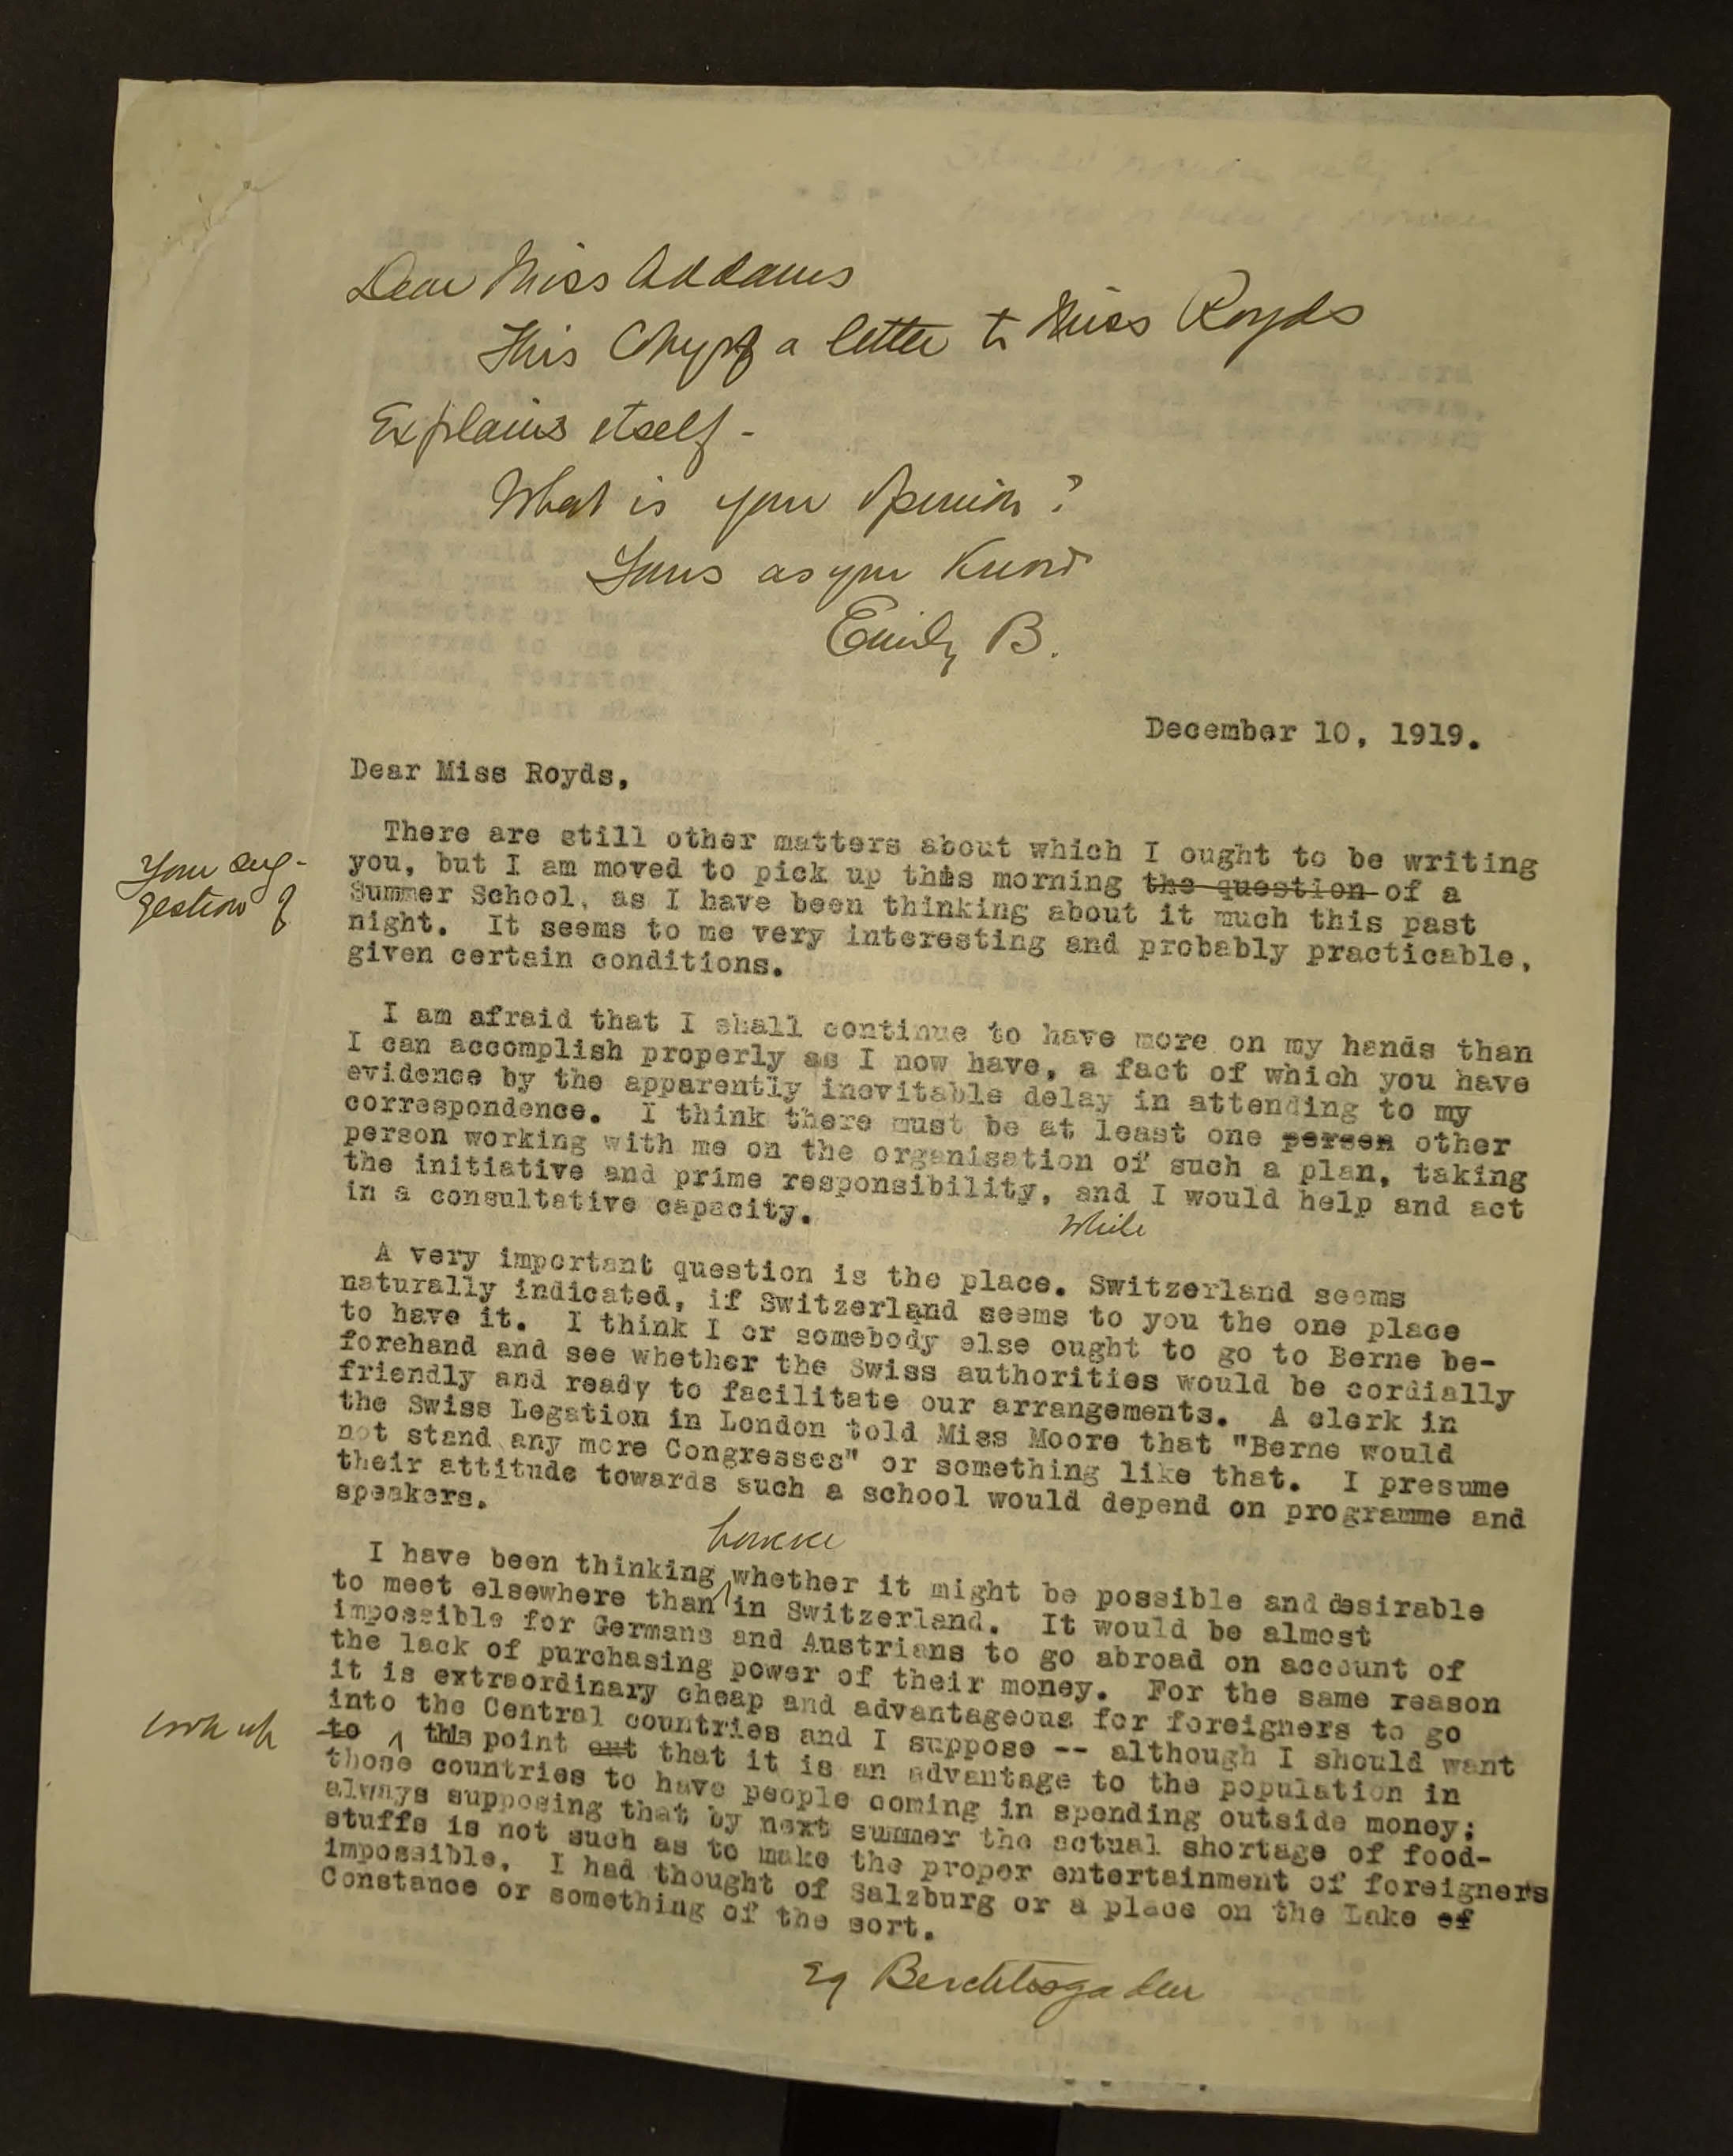 Dear Miss Addams
This Copy of a letter to Miss Royds
Explains itself -
What is your Opinion?
Yours as you Know
Emily B.
December 10, 1919.
Dear Miss Royds,
There are still other matters about which I ought to be writing
you, but I am moved to pick up this morning the question of a
Your sug-
gestion of
Summer School, as I have been thinking about it much this past
night. It seems to me very interesting and probably practicable,
given certain conditions.
I am afraid that I shall continue to have more on my hands than
I can accomplish properly as I now have, a fact of which you have
evidence by the apparently inevitable delay in attending to my
correspondence. I think there must be at least one person other
person working with me on the organisation of such a plan, taking
the initiative and prime responsibility, and I would help and act
in a consultative capacity.
While
A very important question is the place. Switzerland seems
naturally indicated, if Switzerland seems to you the one place
to have it. I think I or somebody else ought to go to Berne be-
forehand and see whether the Swiss authorities would be cordially
friendly and ready to facilitate our arrangements. A clerk in
the Swiss Legation in London told Miss Moore that "Berne would
not stand any more Congresses" or something like that. I presume
their attitude towards such a school would depend on programme and
speakers.
I have been thinking whether it might be possible and desirable
to meet elsewhere than in Switzerland. It would be almost
impossible for Germans and Austrians to go abroad on account of
the lack of purchasing power of their money. For the same reason
it is extraordinary cheap and advantageous for foreigners to go
into the Central countries and I suppose -- although I should want
look up
to this point out that it is an advantage to the population in
those countries to have people coming in spending outside money;
always supposing that by next summer the actual shortage of food-
stuffs is not such as to make the proper entertainment of foreigners
impossible. I had thought of Salzburg or a place on the Lake of
Constance or something of the sort.
Eg Berchtesgaden